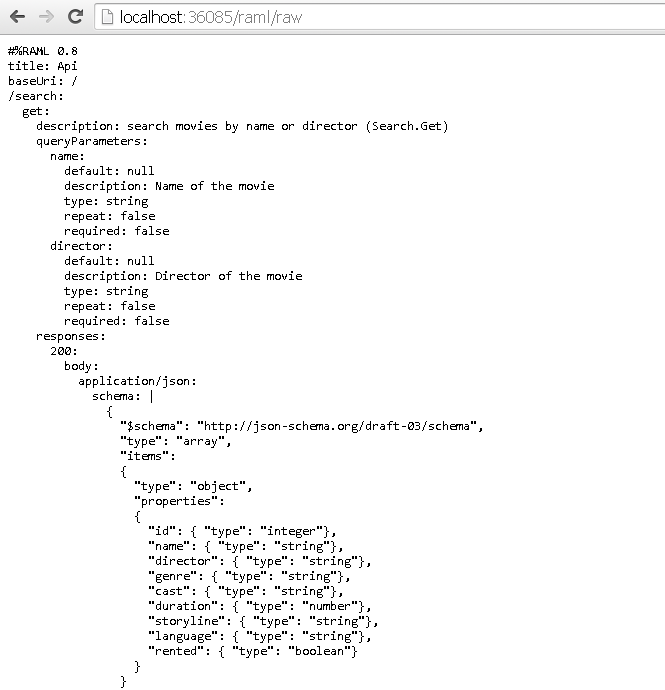 localhost:36085/raml/raw
#%RAML 0.8
title: Api
baseUri: /
/search:
  get:
    description: search movies by name or director (Search.Get)
    queryParameters:
      name:
        default: null
        description: Name of the movie
        type: string
        repeat: false
        required: false
      director:
        default: null
        description: Director of the movie
        type: string
        repeat: false
        required: false
    responses:
      200:
        body:
          application/json:
            schema: |
              {
                "$schema": "http://json-schema.org/draft-03/schema",
                "type": "array",
                "items":
                {
                  "type": "object",
                  "properties":
                  {
                    "id": { "type": "integer"},
                    "name": { "type": "string"},
                    "director": { "type": "string"},
                    "genre": { "type": "string"},
                    "cast": { "type": "string"},
                    "duration": { "type": "number"},
                    "storyline": { "type": "string"},
                    "language": { "type": "string"},
                    "rented": { "type": "boolean"}
                  }
                }